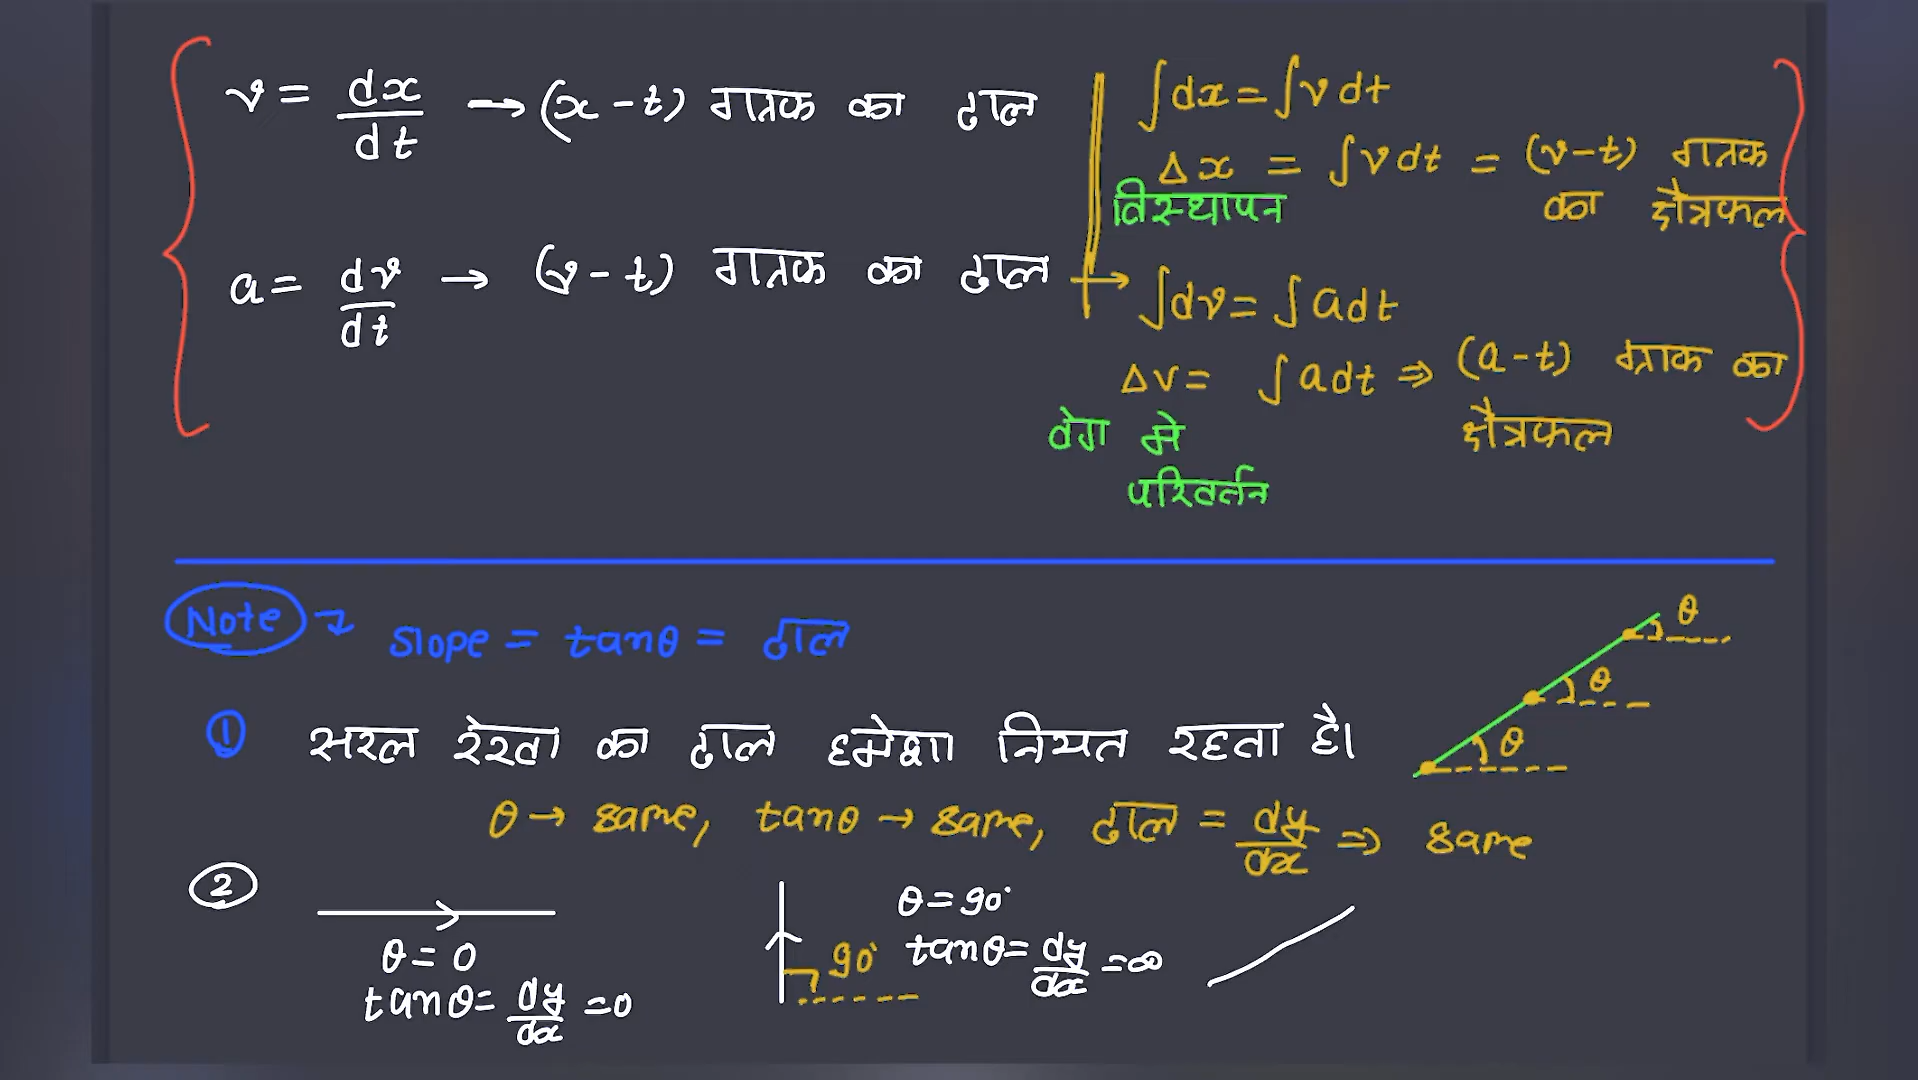 v = dx/dt → (x-t) ग्राफ का ढाल
a = dv/dt → (v-t) ग्राफ का ढाल
∫dx = ∫v dt
Δx = ∫v dt = (v-t) ग्राफ
विस्थापन का क्षेत्रफल
→ ∫dv = ∫a dt
Δv = ∫a dt ⇒ (a-t) ग्राफ का
वेग मे क्षेत्रफल
परिवर्तन
Note slope = tanθ = ढाल
θ
θ
θ
① सरल रेखा का ढाल हमेशा नियत रहता है।
θ → same, tanθ → same, ढाल = dy/dx ⇒ same
②
θ = 0
tanθ = dy/dx = 0
90°
θ = 90°
tanθ = dy/dx = ∞